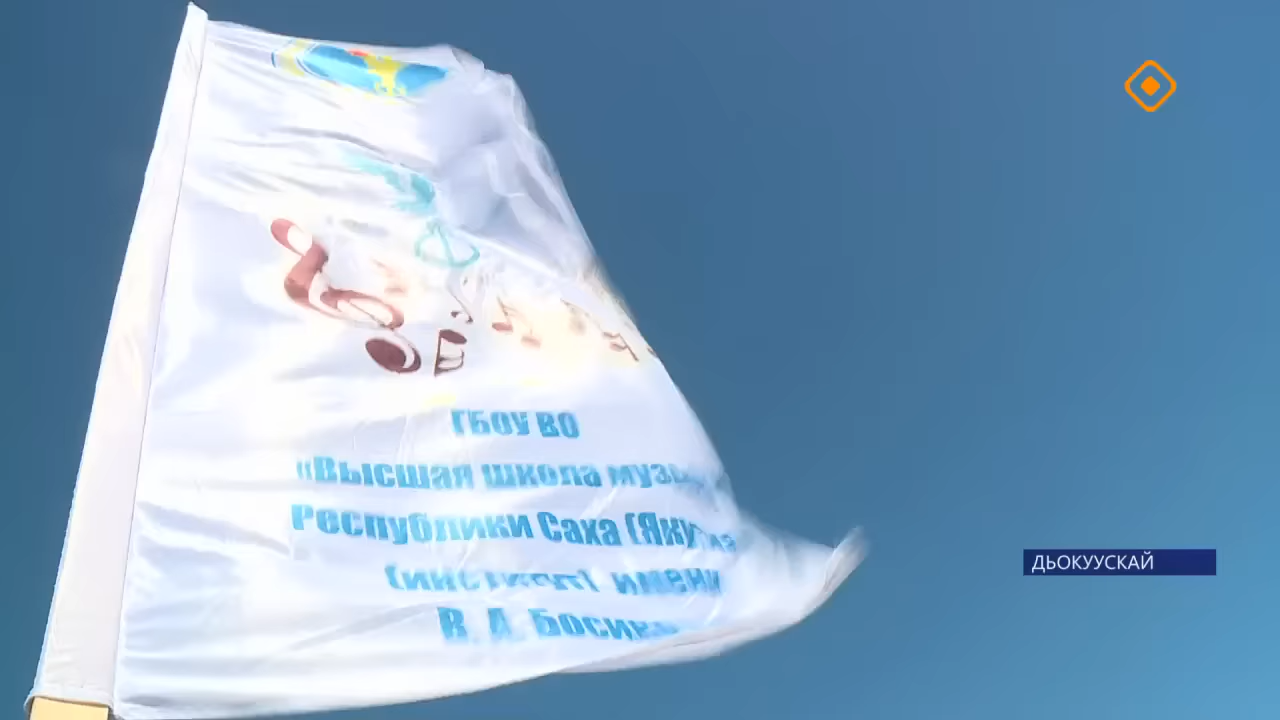 ГБОУ ВО
«Высшая школа
Республики Саха
имени
В. А.
ДЬОКУУСКАЙ